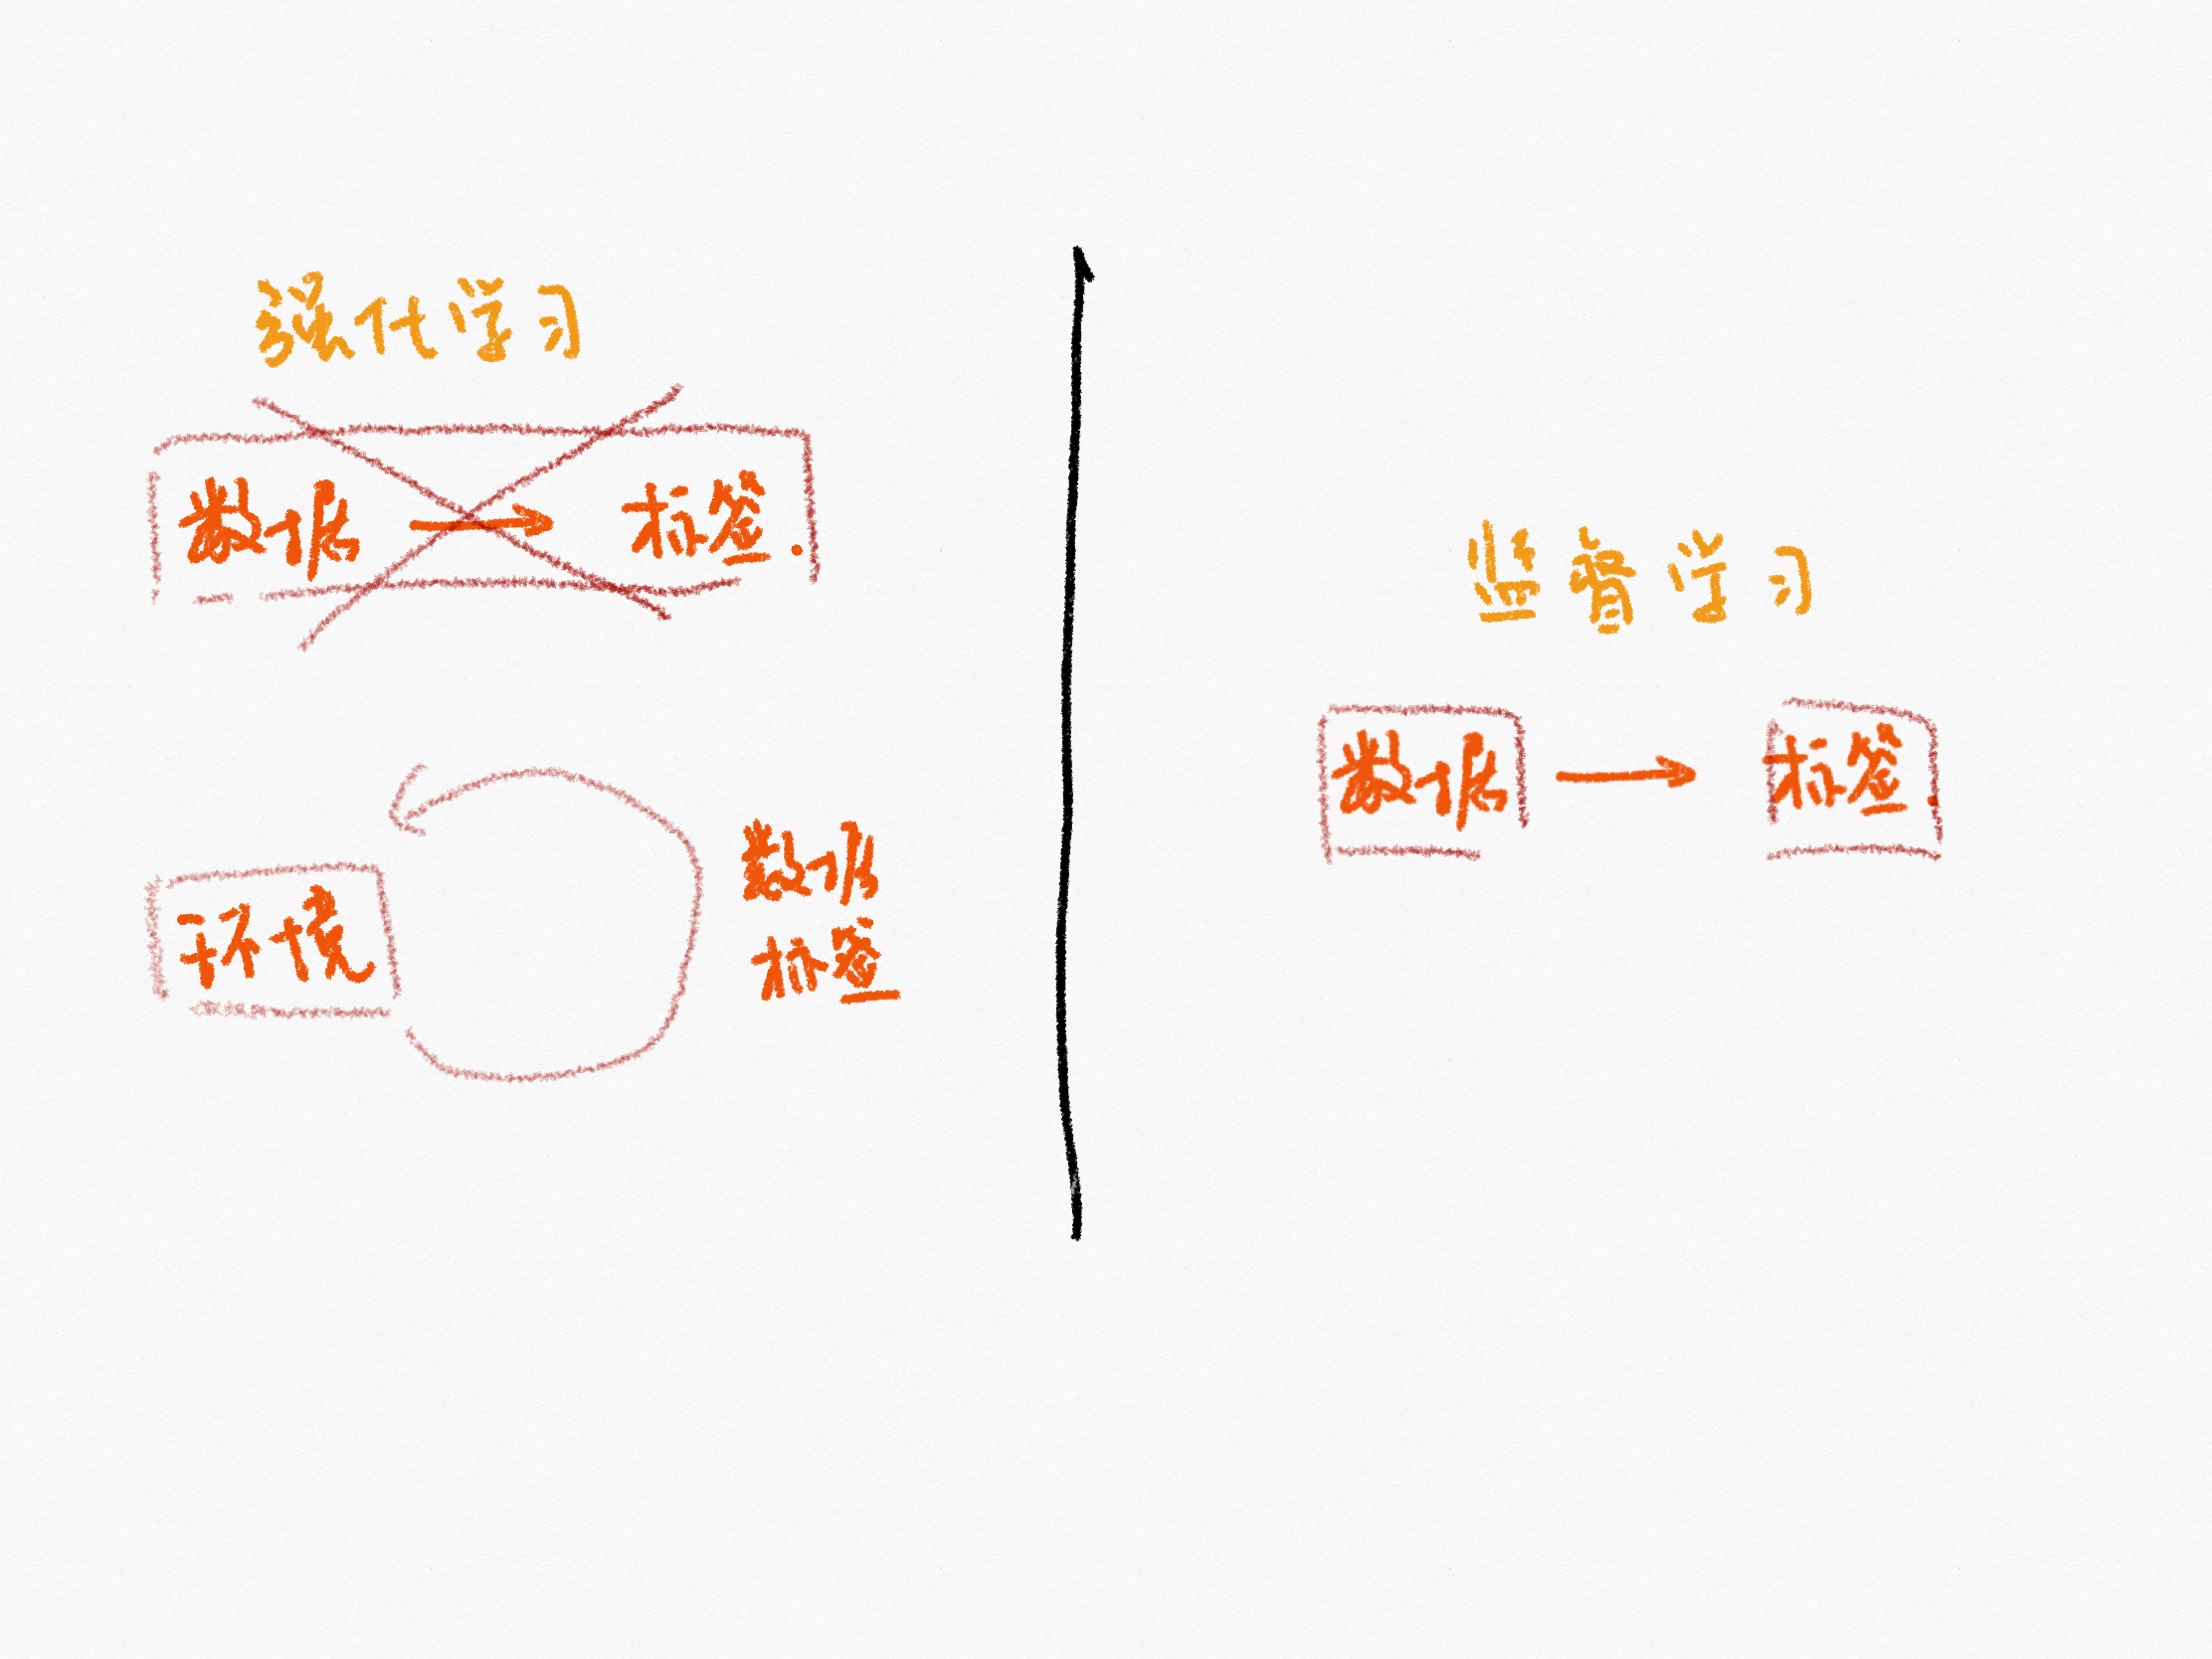 强化学习
数据 → 标签.
环境
数据
标签
监督学习
数据 → 标签.